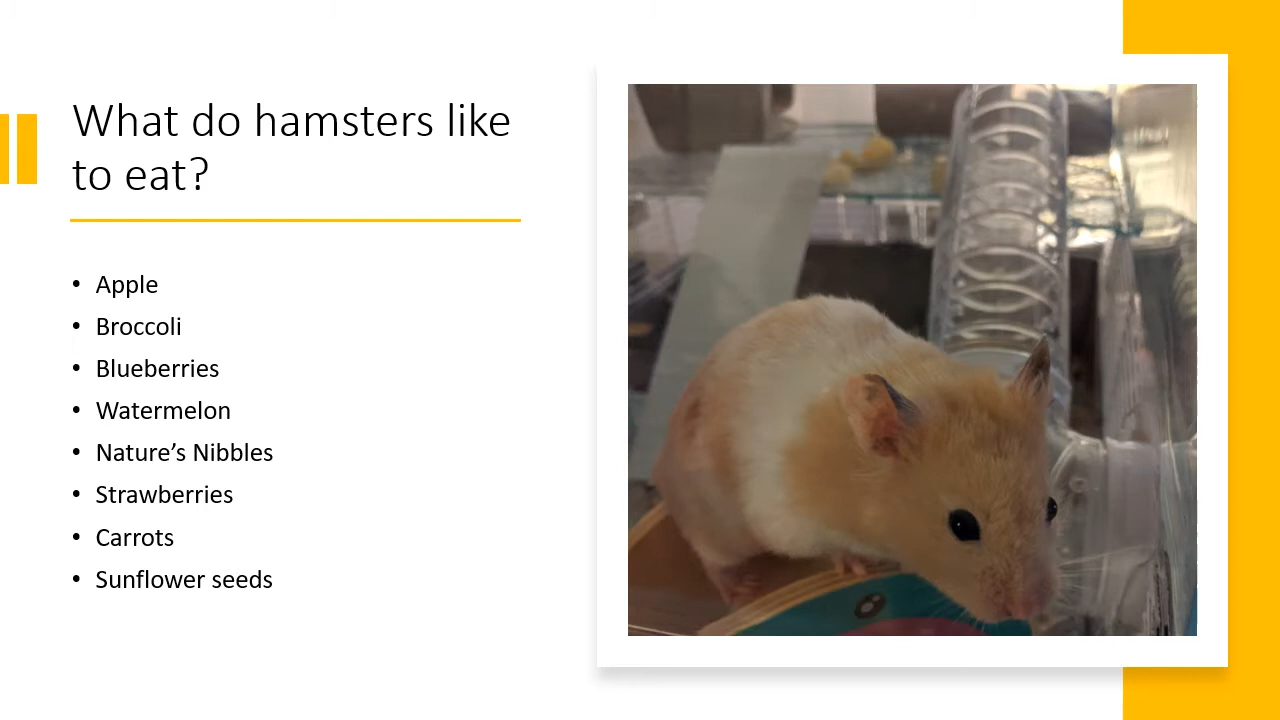 What do hamsters like
to eat?
• Apple
• Broccoli
• Blueberries
• Watermelon
• Nature’s Nibbles
• Strawberries
• Carrots
• Sunflower seeds